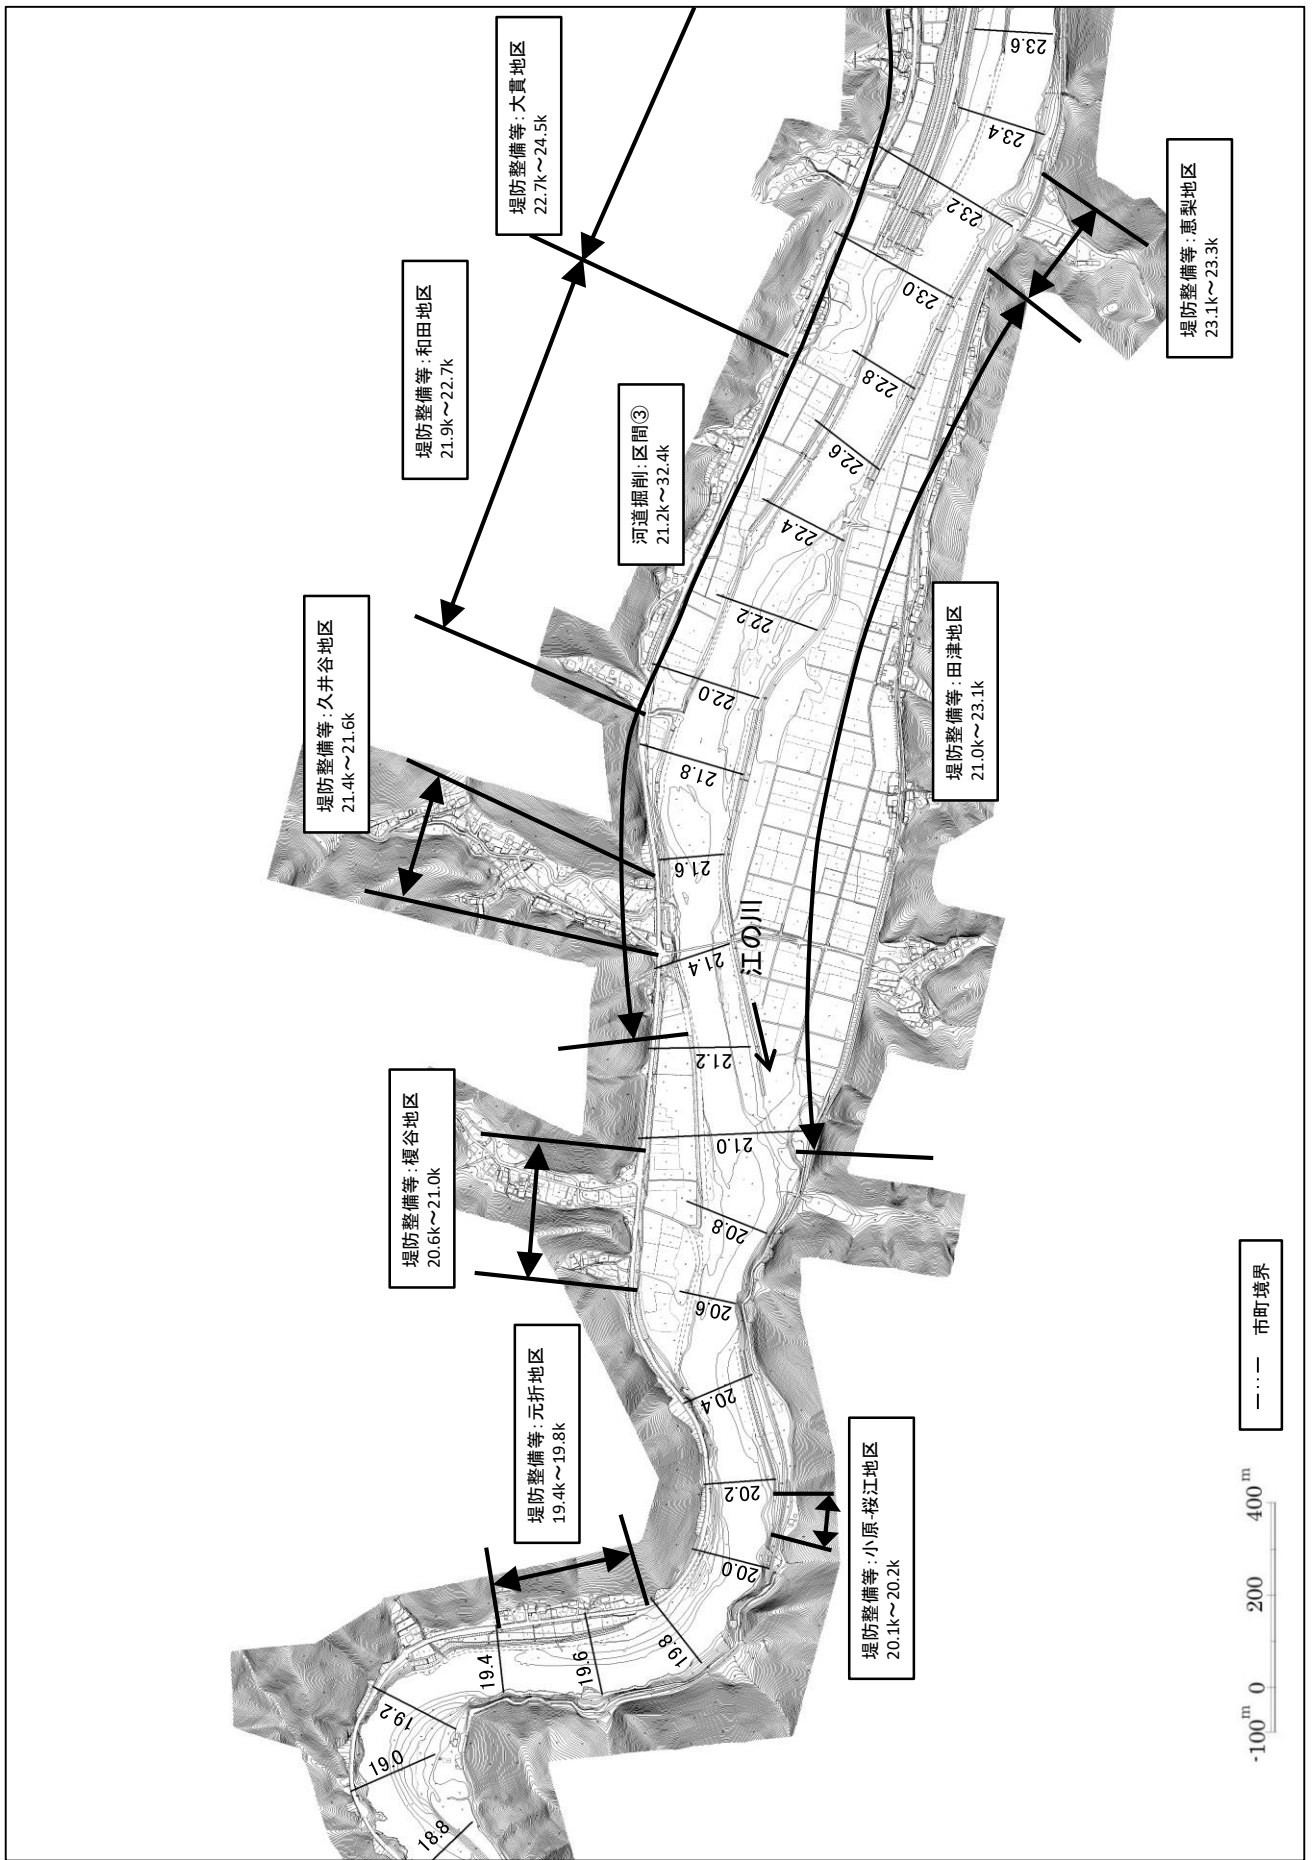 堤防整備等:元折地区
19.4k～19.8k
堤防整備等:榎谷地区
20.6k～21.0k
堤防整備等:久井谷地区
21.4k～21.6k
河道掘削:区間③
21.2k～32.4k
堤防整備等:和田地区
21.9k～22.7k
堤防整備等:大貫地区
22.7k～24.5k
18.8
19.0
19.2
19.4
19.6
19.8
20.0
20.2
20.4
20.6
20.8
21.0
21.2
21.4
21.6
21.8
22.0
22.2
22.4
22.6
22.8
23.0
23.2
23.4
23.6
江の川
堤防整備等:小原-桜江地区
20.1k～20.2k
堤防整備等:田津地区
21.0k～23.1k
堤防整備等:恵梨地区
23.1k～23.3k
市町境界
-100m 0 200 400m